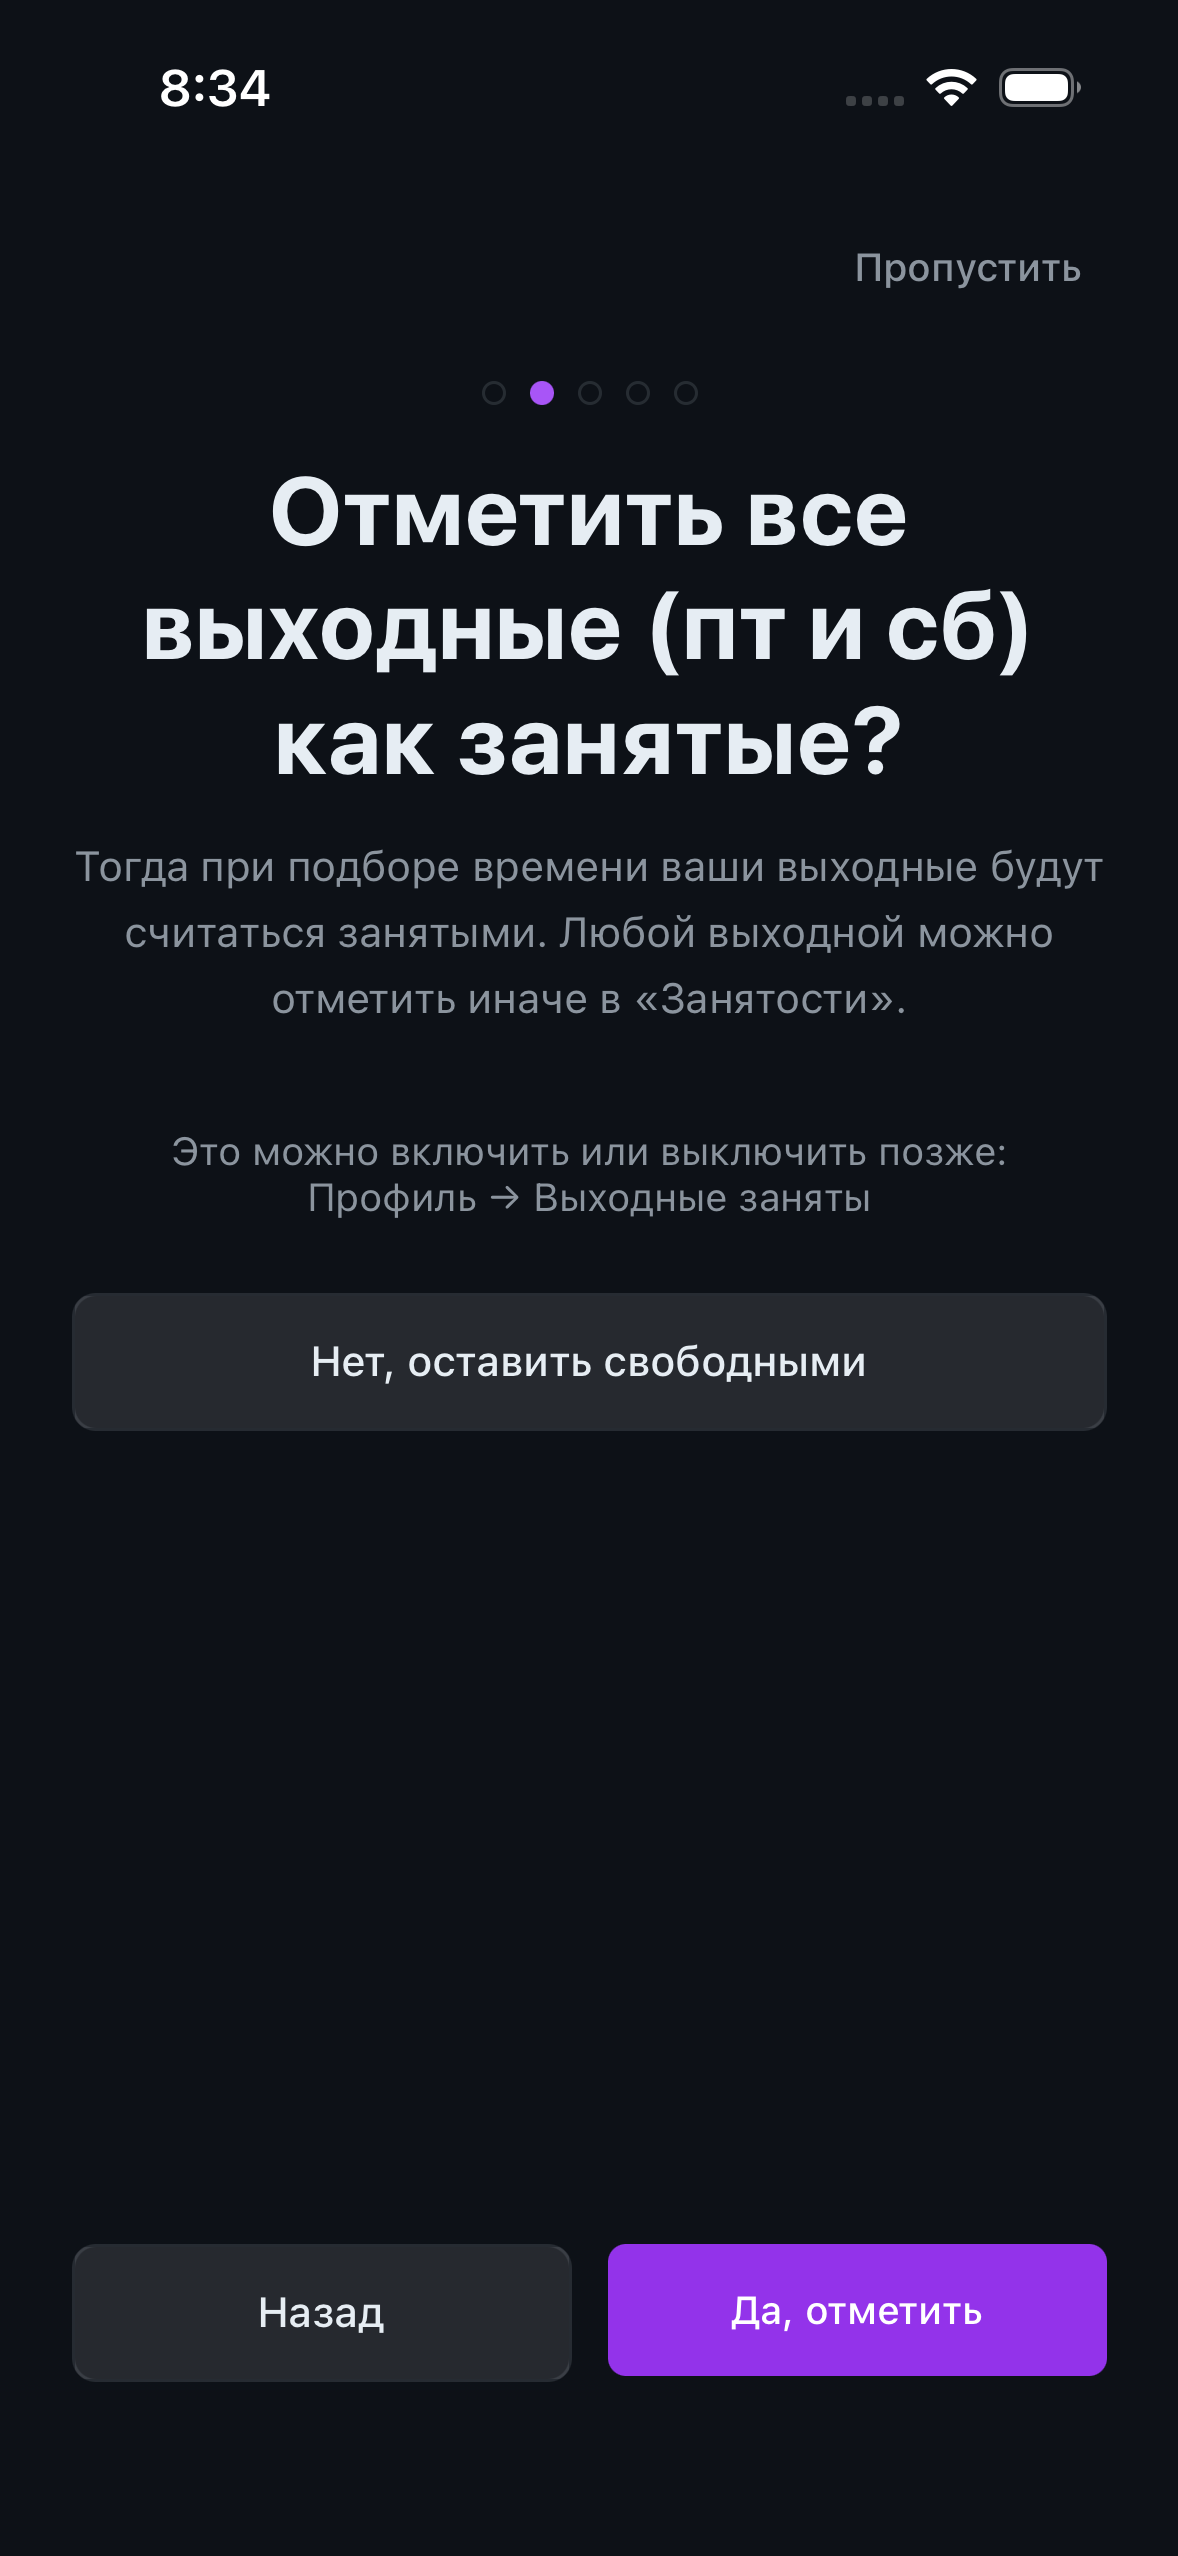 8:34
Пропустить
Отметить все
выходные (пт и сб)
как занятые?
Тогда при подборе времени ваши выходные будут
считаться занятыми. Любой выходной можно
отметить иначе в «Занятости».
Это можно включить или выключить позже:
Профиль → Выходные заняты
Нет, оставить свободными
Назад
Да, отметить